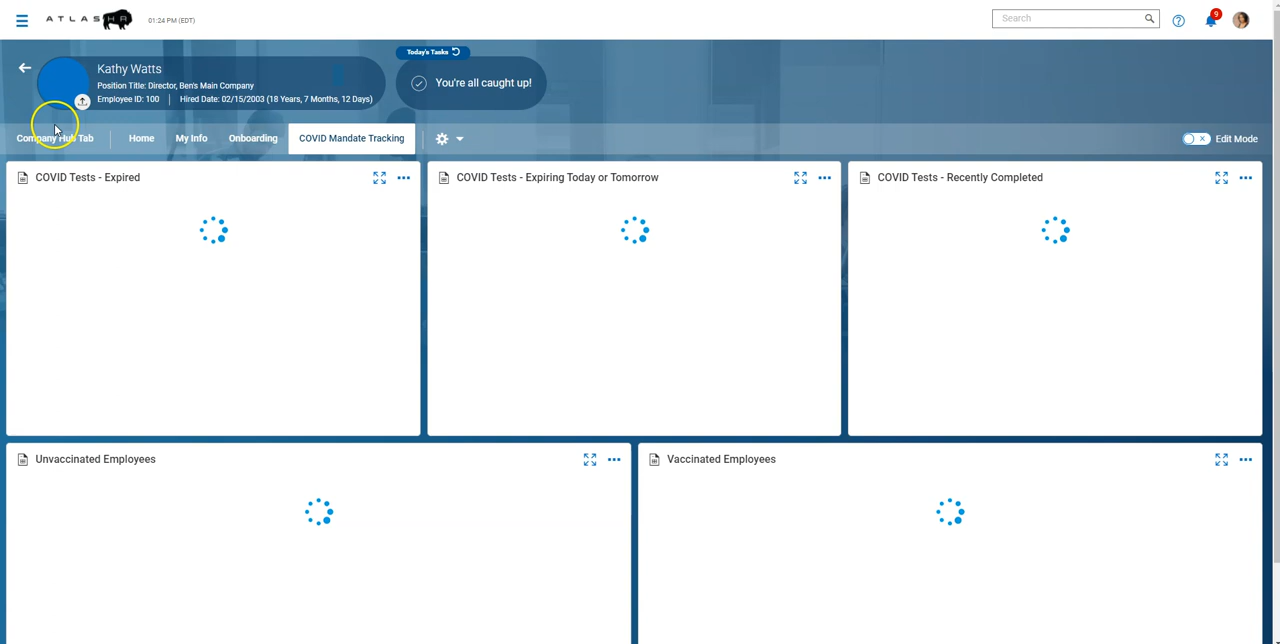 ATLASHR
01:24 PM (EDT)
Search
9
Today's Tasks
Kathy Watts
Position Title: Director, Ben's Main Company
Employee ID: 100 | Hired Date: 02/15/2003 (18 Years, 7 Months, 12 Days)
You're all caught up!
Company Hub Tab
Home
My Info
Onboarding
COVID Mandate Tracking
Edit Mode
COVID Tests - Expired
COVID Tests - Expiring Today or Tomorrow
COVID Tests - Recently Completed
Unvaccinated Employees
Vaccinated Employees